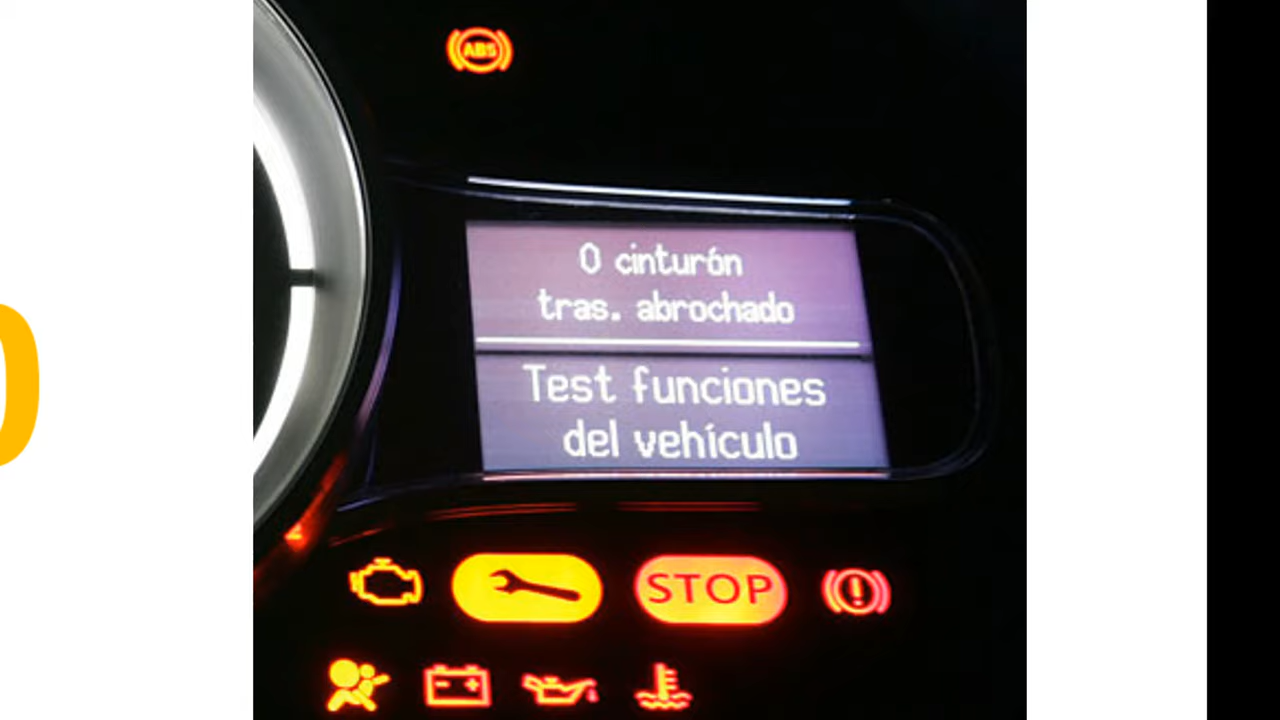 ABS
0 cinturón
tras. abrochado
Test funciones
del vehículo
STOP